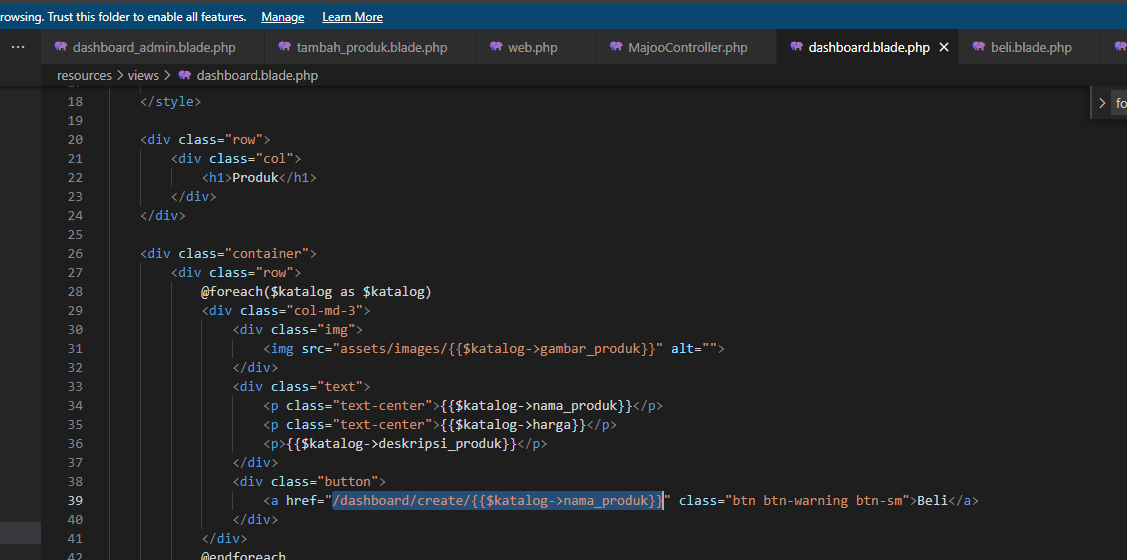 rowsing. Trust this folder to enable all features. Manage Learn More
··· dashboard_admin.blade.php tambah_produk.blade.php web.php MajooController.php dashboard.blade.php × beli.blade.php
resources > views > dashboard.blade.php
18 </style>
> fo
19
20 <div class="row">
21 <div class="col">
22 <h1>Produk</h1>
23 </div>
24 </div>
25
26 <div class="container">
27 <div class="row">
28 @foreach($katalog as $katalog)
29 <div class="col-md-3">
30 <div class="img">
31 <img src="assets/images/{{$katalog->gambar_produk}}" alt="">
32 </div>
33 <div class="text">
34 <p class="text-center">{{$katalog->nama_produk}}</p>
35 <p class="text-center">{{$katalog->harga}}</p>
36 <p>{{$katalog->deskripsi_produk}}</p>
37 </div>
38 <div class="button">
39 <a href="/dashboard/create/{{$katalog->nama_produk}}" class="btn btn-warning btn-sm">Beli</a>
40 </div>
41 </div>
42 @endforeach